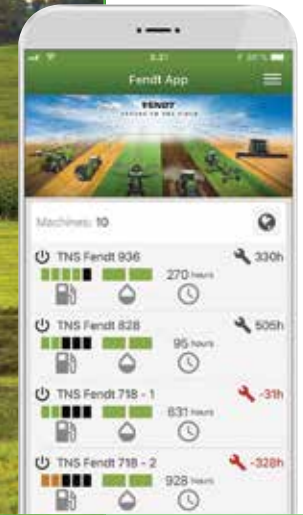 Fendt App
FENDT
Machines: 10
TNS Fendt 936
330h
270 hours
TNS Fendt 828
505h
95 hours
TNS Fendt 718 - 1
-31h
631 hours
TNS Fendt 718 - 2
-328h
928 hours